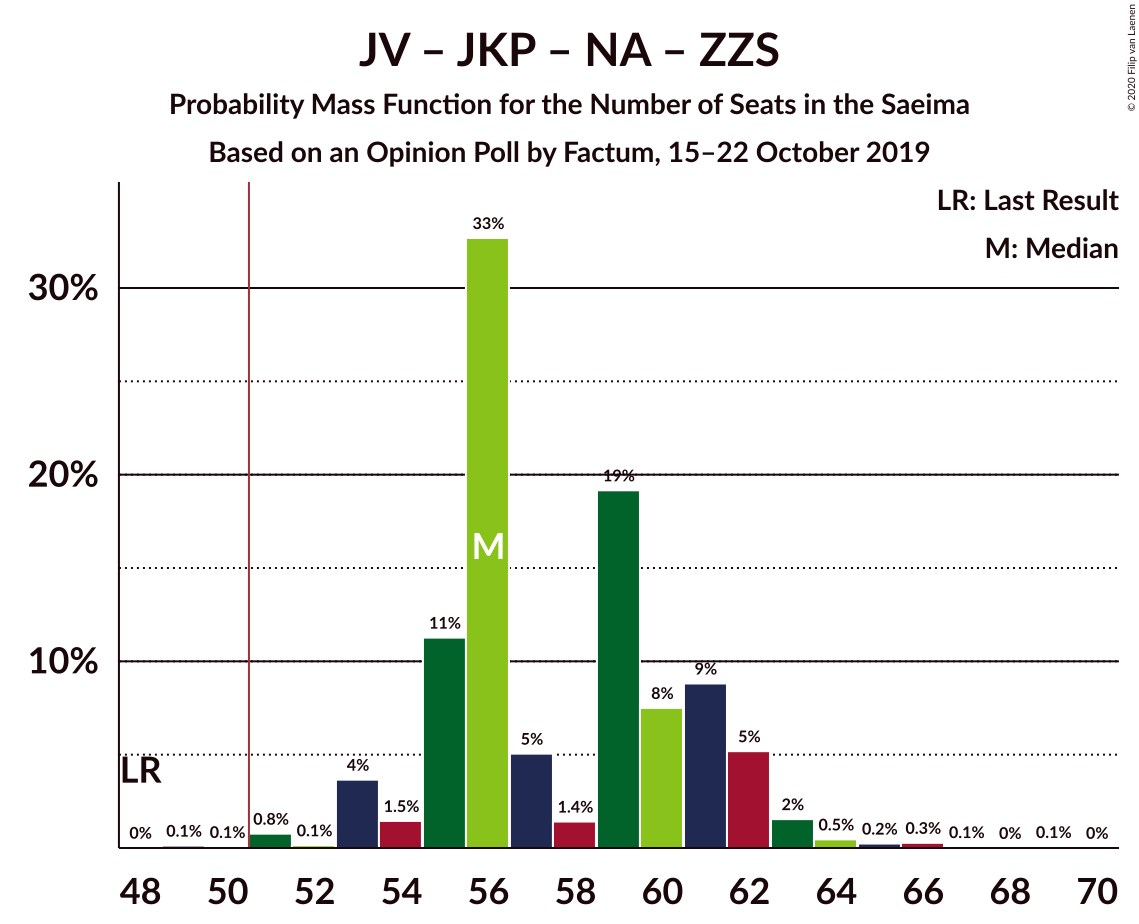 JV – JKP – NA – ZZS
Probability Mass Function for the Number of Seats in the Saeima
Based on an Opinion Poll by Factum, 15–22 October 2019
© 2020 Filip van Laenen
LR: Last Result
M: Median
30%
20%
10%
LR
M
0%
0.1%
0.1%
0.8%
0.1%
4%
1.5%
11%
33%
5%
1.4%
19%
8%
9%
5%
2%
0.5%
0.2%
0.3%
0.1%
0%
0.1%
0%
48 50 52 54 56 58 60 62 64 66 68 70